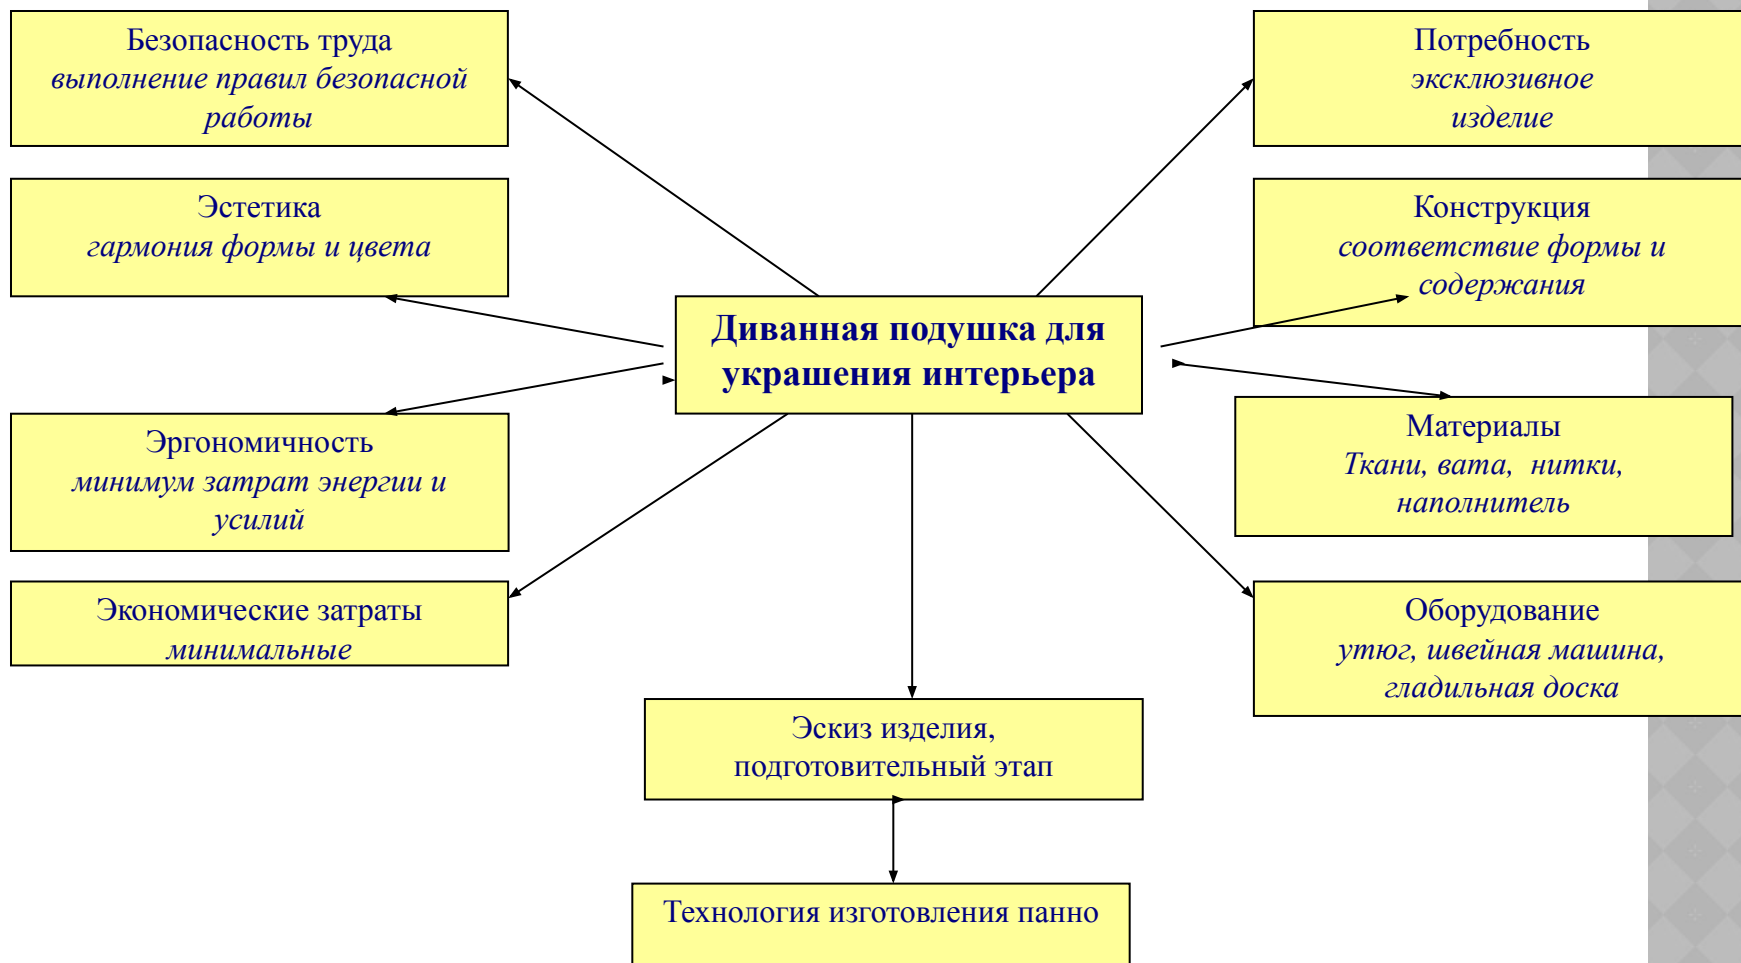 Безопасность труда
выполнение правил безопасной
работы
Потребность
эксклюзивное
изделие
Эстетика
гармония формы и цвета
Конструкция
соответствие формы и
содержания
Диванная подушка для
украшения интерьера
Эргономичность
минимум затрат энергии и
усилий
Материалы
Ткани, вата,  нитки,
наполнитель
Экономические затраты
минимальные
Оборудование
утюг, швейная машина,
гладильная доска
Эскиз изделия,
подготовительный этап
Технология изготовления панно